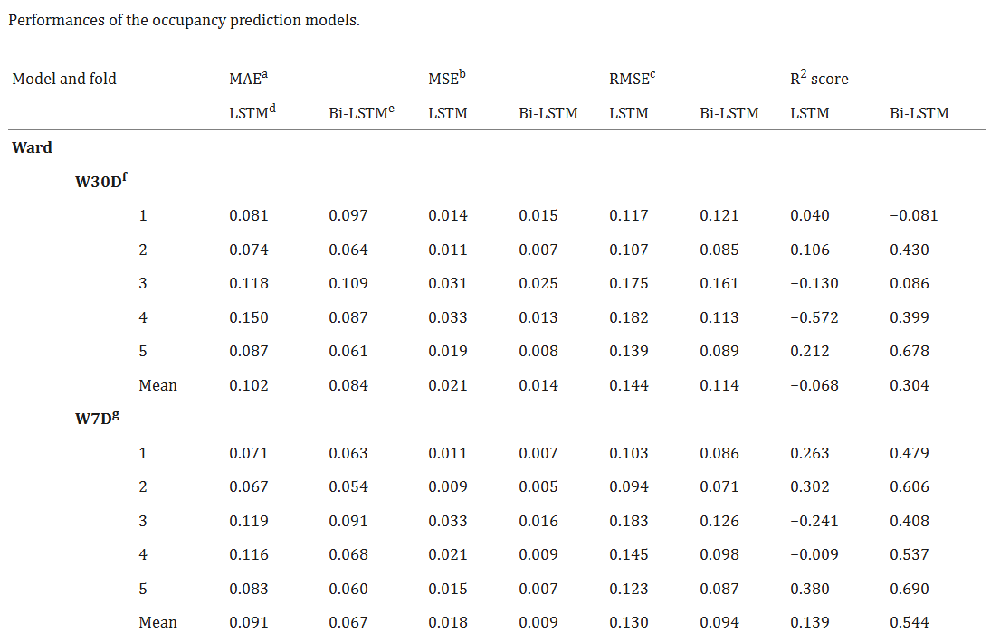 Performances of the occupancy prediction models.
Model and fold MAEa MSEb RMSEc R2 score
LSTMd Bi-LSTMe LSTM Bi-LSTM LSTM Bi-LSTM LSTM Bi-LSTM
Ward
W30Df
1 0.081 0.097 0.014 0.015 0.117 0.121 0.040 −0.081
2 0.074 0.064 0.011 0.007 0.107 0.085 0.106 0.430
3 0.118 0.109 0.031 0.025 0.175 0.161 −0.130 0.086
4 0.150 0.087 0.033 0.013 0.182 0.113 −0.572 0.399
5 0.087 0.061 0.019 0.008 0.139 0.089 0.212 0.678
Mean 0.102 0.084 0.021 0.014 0.144 0.114 −0.068 0.304
W7Dg
1 0.071 0.063 0.011 0.007 0.103 0.086 0.263 0.479
2 0.067 0.054 0.009 0.005 0.094 0.071 0.302 0.606
3 0.119 0.091 0.033 0.016 0.183 0.126 −0.241 0.408
4 0.116 0.068 0.021 0.009 0.145 0.098 −0.009 0.537
5 0.083 0.060 0.015 0.007 0.123 0.087 0.380 0.690
Mean 0.091 0.067 0.018 0.009 0.130 0.094 0.139 0.544